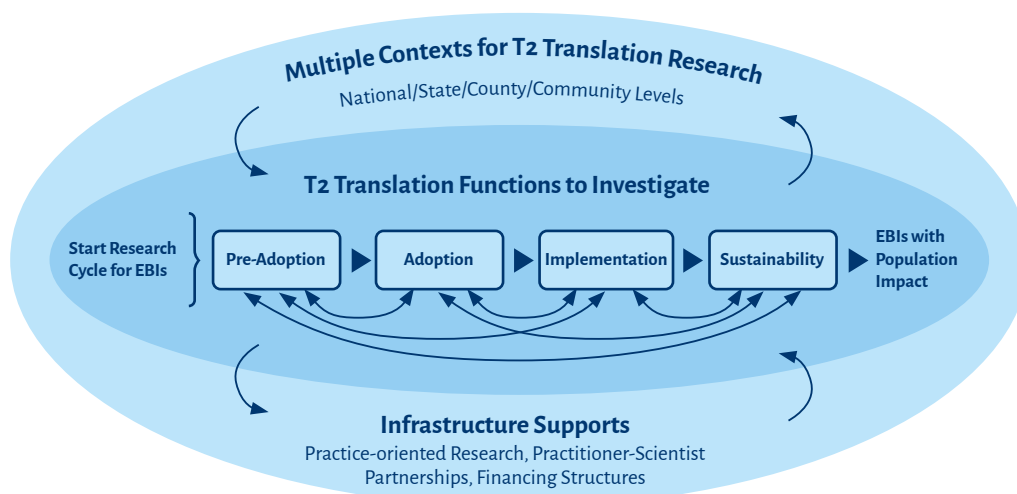 Multiple Contexts for T2 Translation Research
National/State/County/Community Levels
T2 Translation Functions to Investigate
Start Research
Cycle for EBIs
Pre-Adoption
Adoption
Implementation
Sustainability
EBIs with
Population
Impact
Infrastructure Supports
Practice-oriented Research, Practitioner-Scientist
Partnerships, Financing Structures